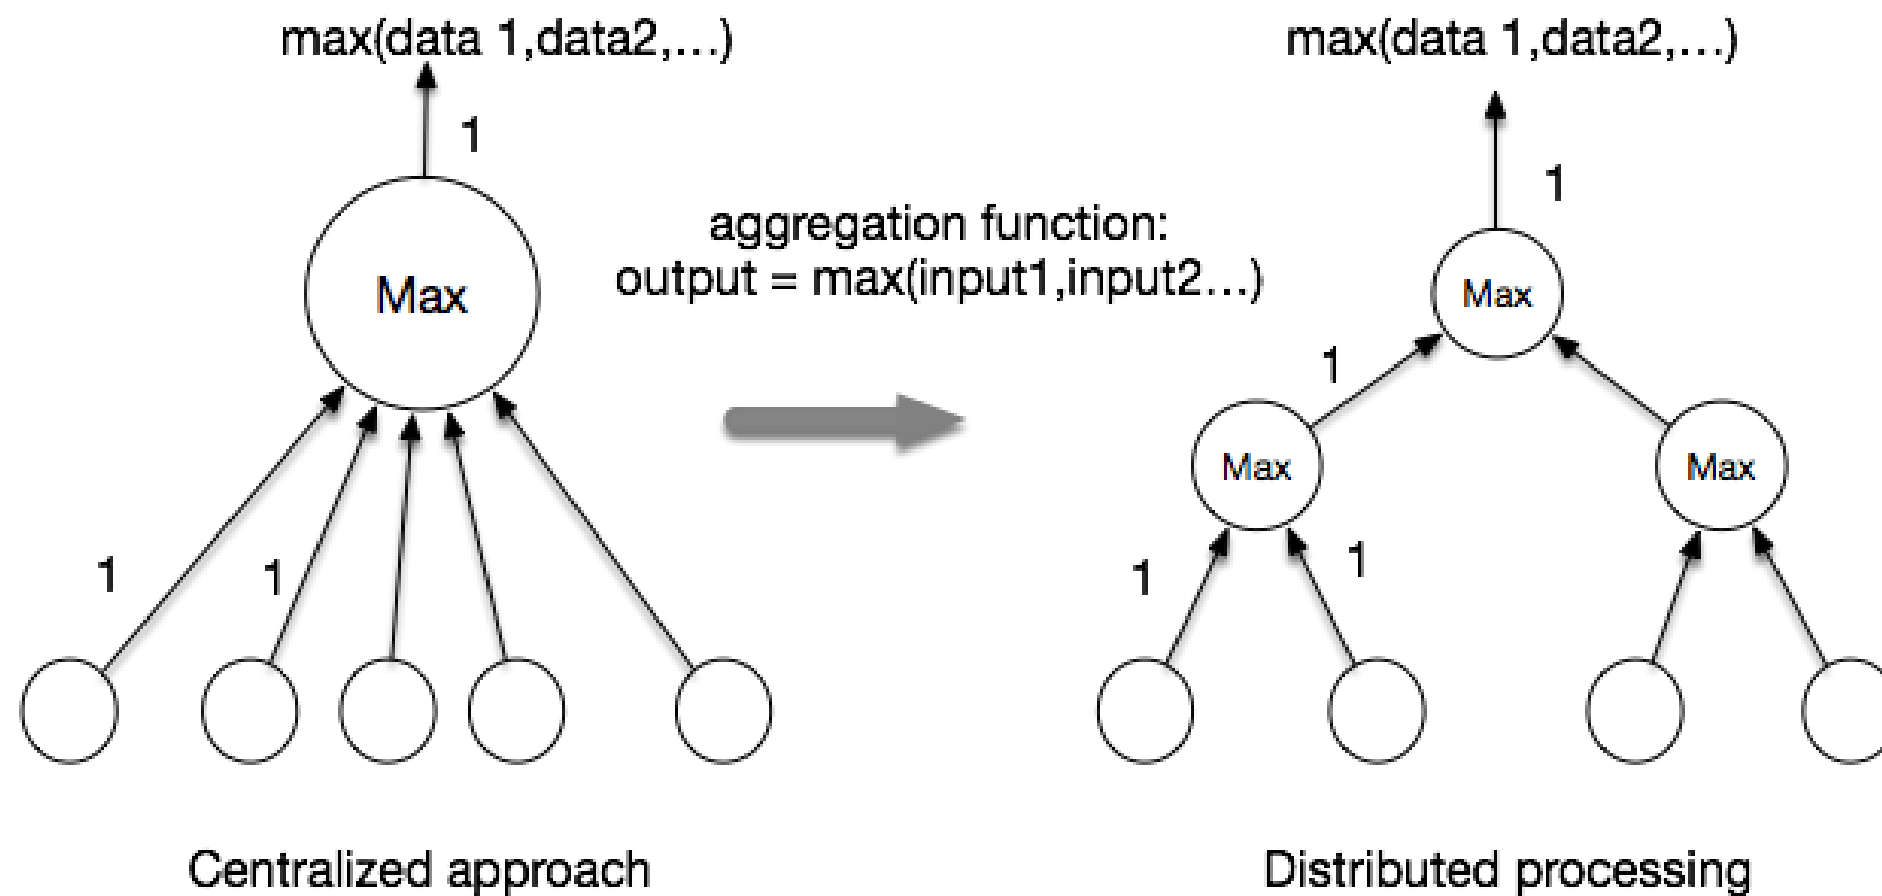 max(data 1,data2,...)
1
Max
1
1
Centralized approach
aggregation function:
output = max(input1,input2...)
max(data 1,data2,...)
1
Max
1
Max
Max
1
1
Distributed processing